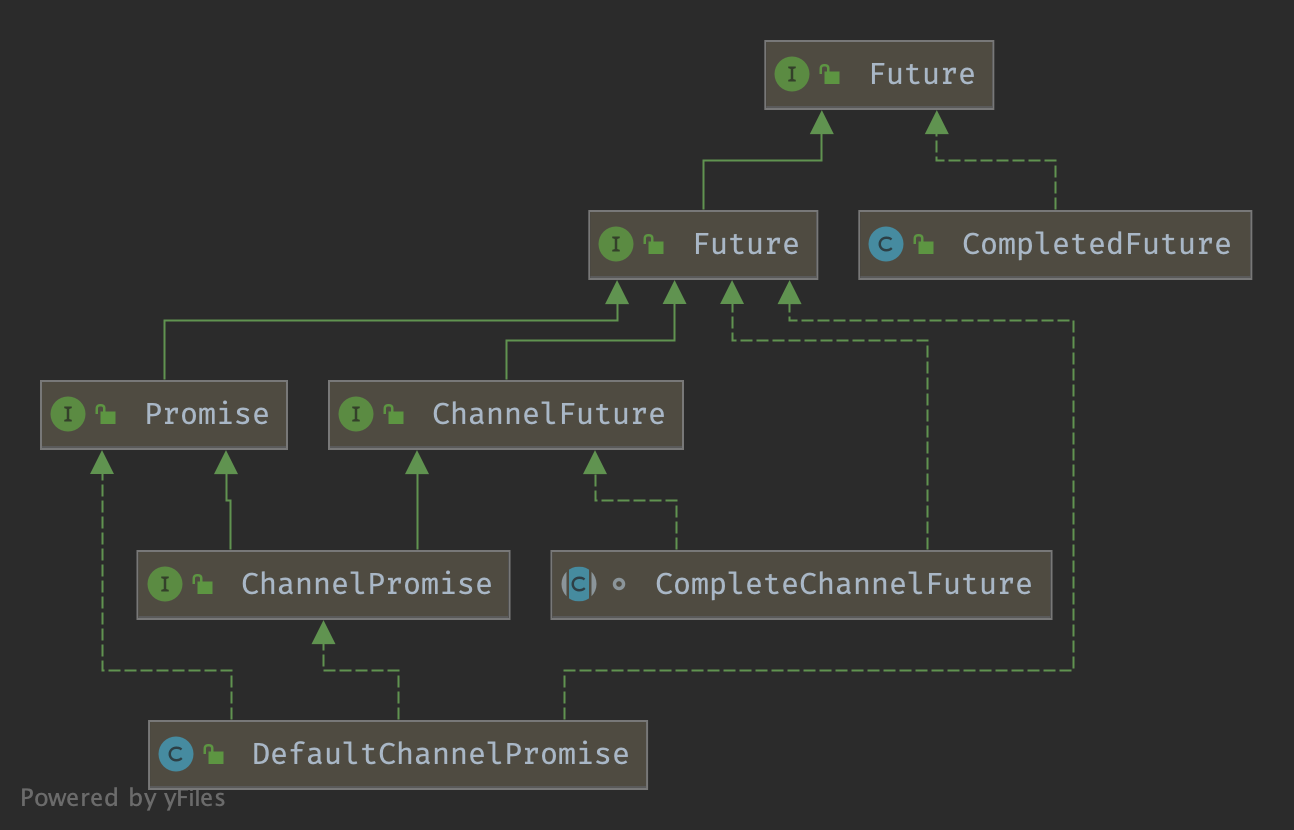 I Future
I Future
C CompletedFuture
I Promise
I ChannelFuture
I ChannelPromise
C CompleteChannelFuture
C DefaultChannelPromise
Powered by yFiles